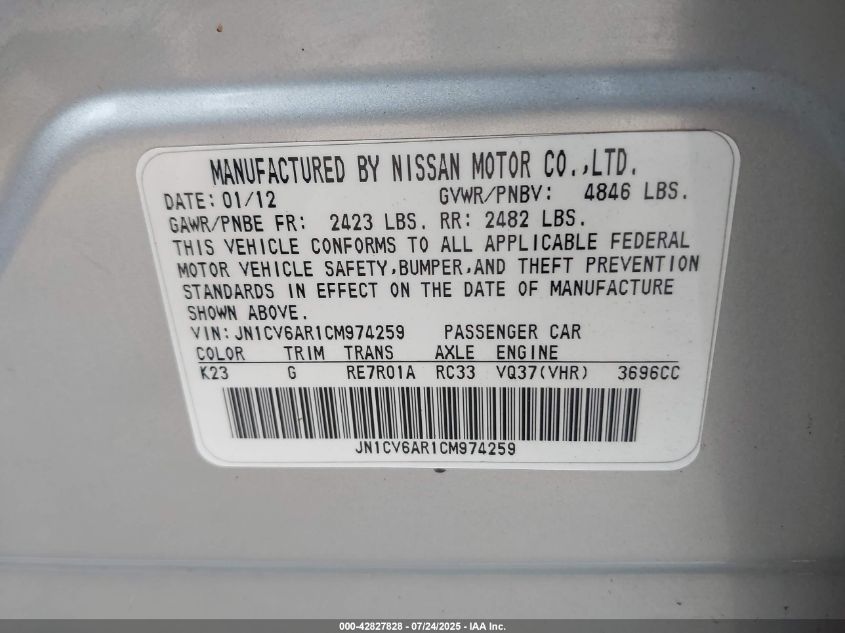 MANUFACTURED BY NISSAN MOTOR CO.,LTD.
DATE: 01/12 GVWR/PNBV: 4846 LBS.
GAWR/PNBE FR: 2423 LBS. RR: 2482 LBS.
THIS VEHICLE CONFORMS TO ALL APPLICABLE FEDERAL
MOTOR VEHICLE SAFETY,BUMPER,AND THEFT PREVENTION
STANDARDS IN EFFECT ON THE DATE OF MANUFACTURE
SHOWN ABOVE.
VIN: JN1CV6AR1CM974259 PASSENGER CAR
COLOR TRIM TRANS AXLE ENGINE
K23 G RE7R01A RC33 VQ37(VHR) 3696CC
JN1CV6AR1CM974259
000-42827828 - 07/24/2025 - IAA Inc.